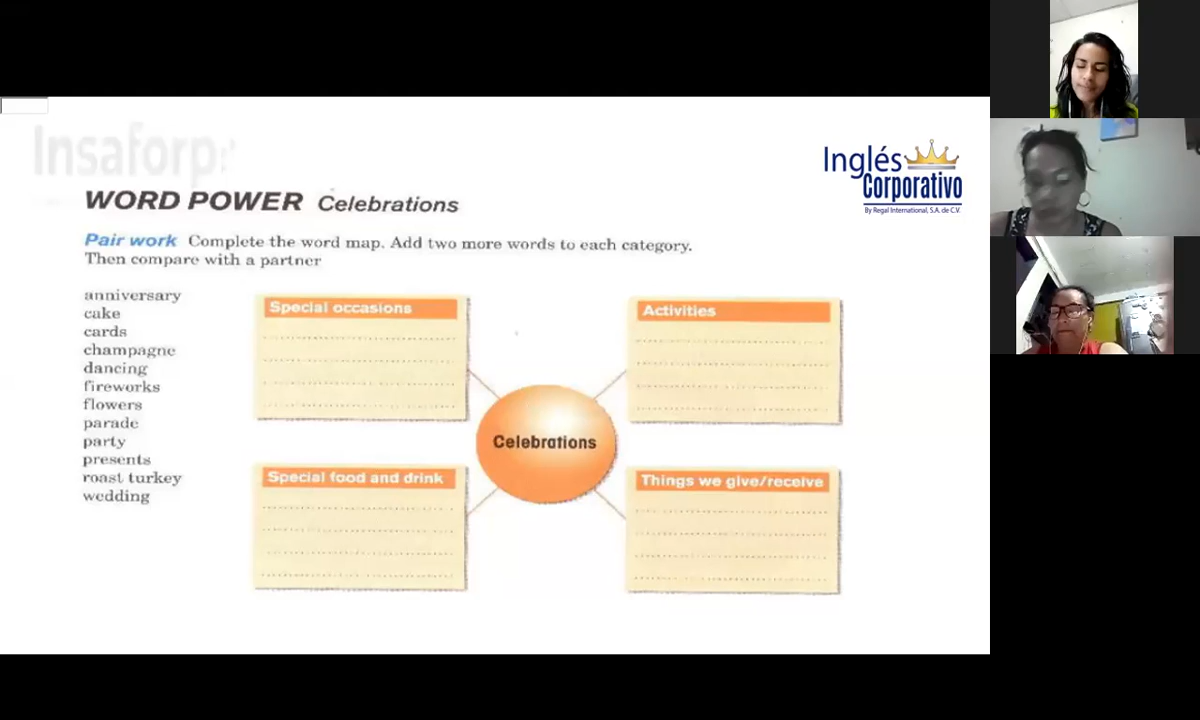 Insaforp
Inglés
Corporativo
By Regal International, S.A. de C.V.
WORD POWER Celebrations
Pair work Complete the word map. Add two more words to each category.
Then compare with a partner
anniversary
cake
cards
champagne
dancing
fireworks
flowers
parade
party
presents
roast turkey
wedding
Special occasions
Activities
Celebrations
Special food and drink
Things we give/receive